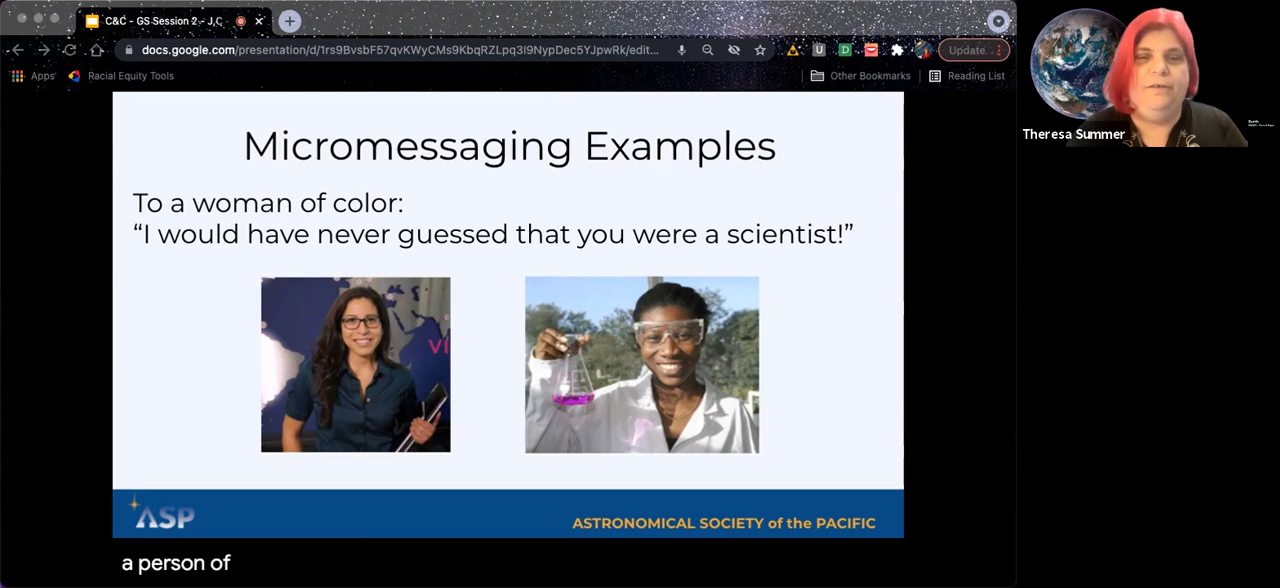 C&C - GS Session 2 - J,C
docs.google.com/presentation/d/1rs9BvsbF57qvKWyCMs9KbqRZLpq3I9NypDec5YJpwRk/edit...
Update
Apps
Racial Equity Tools
Other Bookmarks
Reading List
Theresa Summer
Micromessaging Examples
To a woman of color:
“I would have never guessed that you were a scientist!”
VI
ASP
ASTRONOMICAL SOCIETY of the PACIFIC
a person of